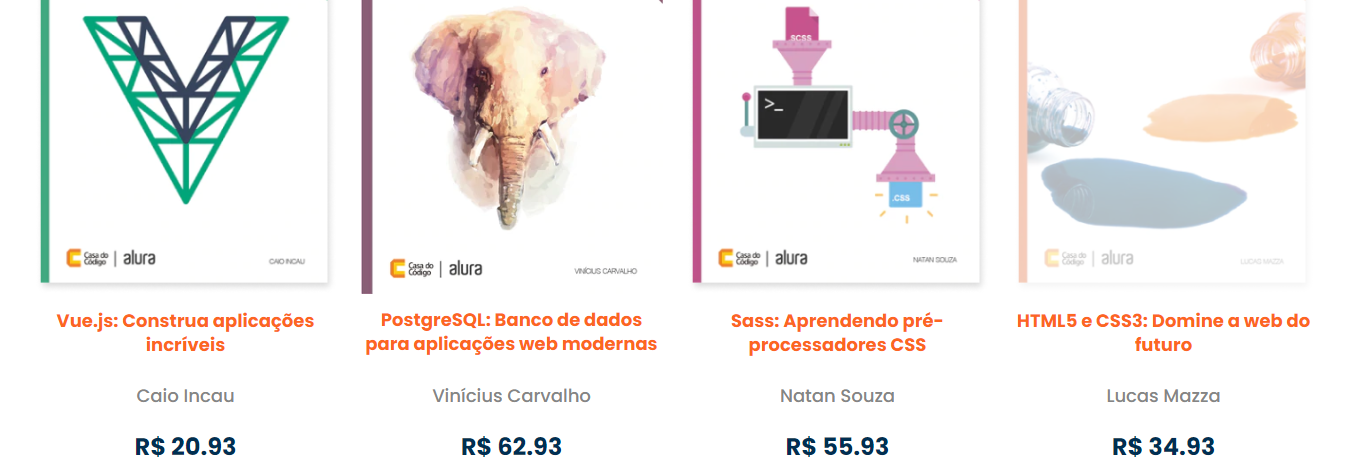 SCSS
>_
.CSS
Casa do
Código
alura
CAIO INCAU
Casa do
Código
alura
VINÍCIUS CARVALHO
Casa do
Código
alura
NATAN SOUZA
Casa do
Código
alura
LUCAS MAZZA
Vue.js: Construa aplicações
incríveis
PostgreSQL: Banco de dados
para aplicações web modernas
Sass: Aprendendo pré-
processadores CSS
HTML5 e CSS3: Domine a web do
futuro
Caio Incau
Vinícius Carvalho
Natan Souza
Lucas Mazza
R$ 20.93
R$ 62.93
R$ 55.93
R$ 34.93